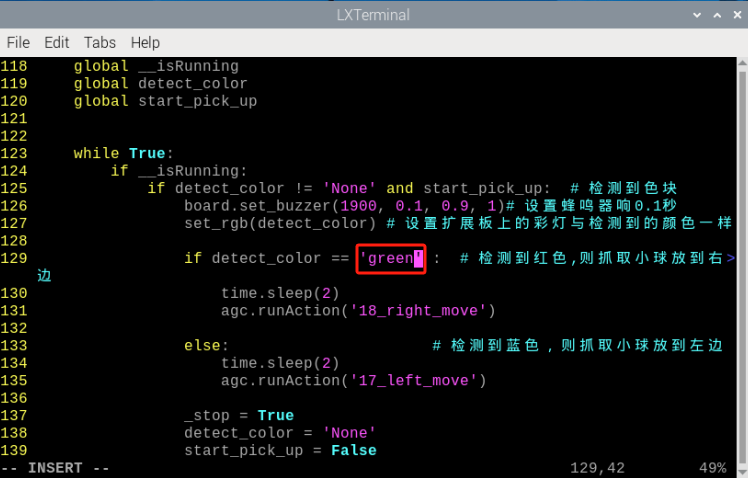 LXTerminal
File Edit Tabs Help
118     global __isRunning
119     global detect_color
120     global start_pick_up
121
122
123     while True:
124         if __isRunning:
125             if detect_color != 'None' and start_pick_up:  # 检测到色块
126                 board.set_buzzer(1900, 0.1, 0.9, 1)# 设置蜂鸣器响0.1秒
127                 set_rgb(detect_color) # 设置扩展板上的彩灯与检测到的颜色一样
128
129                 if detect_color == 'green' :  # 检测到红色,则抓取小球放到右>
边
130                     time.sleep(2)
131                     agc.runAction('18_right_move')
132
133                 else:                      # 检测到蓝色，则抓取小球放到左边
134                     time.sleep(2)
135                     agc.runAction('17_left_move')
136
137                 _stop = True
138                 detect_color = 'None'
139                 start_pick_up = False
-- INSERT --                                                  129,42        49%